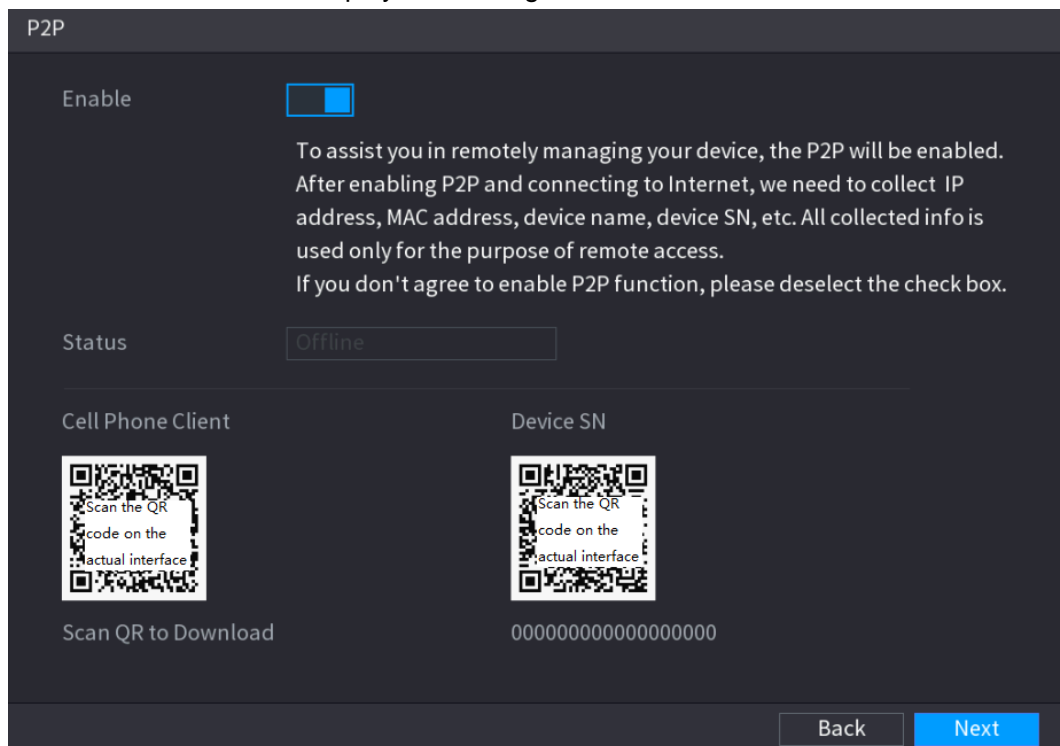 P2P
Enable
To assist you in remotely managing your device, the P2P will be enabled.
After enabling P2P and connecting to Internet, we need to collect IP
address, MAC address, device name, device SN, etc. All collected info is
used only for the purpose of remote access.
If you don't agree to enable P2P function, please deselect the check box.
Status
Offline
Cell Phone Client
Device SN
Scan the QR
code on the
actual interface
Scan the QR
code on the
actual interface
Scan QR to Download
000000000000000000
Back
Next